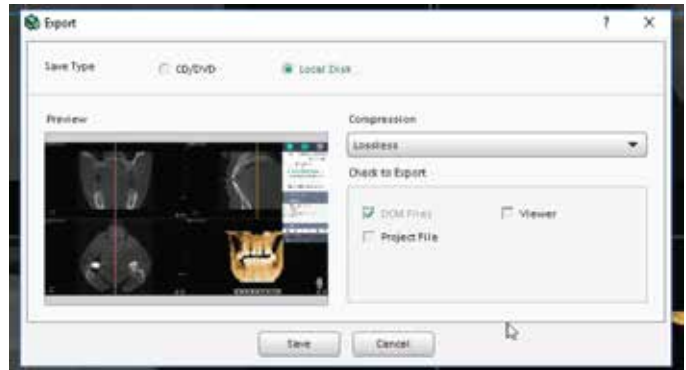 Export
?
X
Save Type
CD/DVD
Local Disk
Preview
Compression
Lossless
Check to Export
DCM Files
Viewer
Project File
Save
Cancel